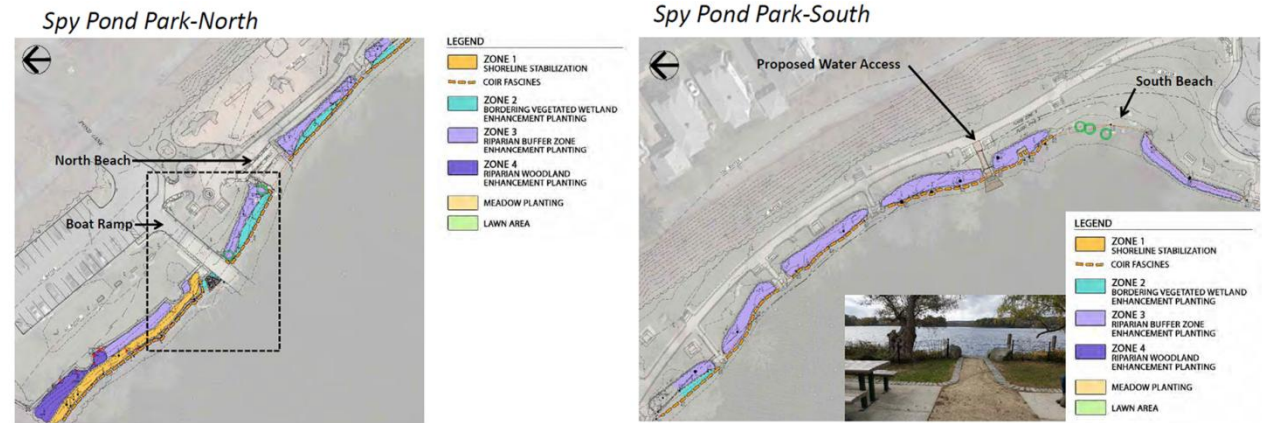 Spy Pond Park-North
POND LANE
North Beach
Boat Ramp
LEGEND
ZONE 1
SHORELINE STABILIZATION
COIR FASCINES
ZONE 2
BORDERING VEGETATED WETLAND
ENHANCEMENT PLANTING
ZONE 3
RIPARIAN BUFFER ZONE
ENHANCEMENT PLANTING
ZONE 4
RIPARIAN WOODLAND
ENHANCEMENT PLANTING
MEADOW PLANTING
LAWN AREA
Spy Pond Park-South
Proposed Water Access
South Beach
LEGEND
ZONE 1
SHORELINE STABILIZATION
COIR FASCINES
ZONE 2
BORDERING VEGETATED WETLAND
ENHANCEMENT PLANTING
ZONE 3
RIPARIAN BUFFER ZONE
ENHANCEMENT PLANTING
ZONE 4
RIPARIAN WOODLAND
ENHANCEMENT PLANTING
MEADOW PLANTING
LAWN AREA